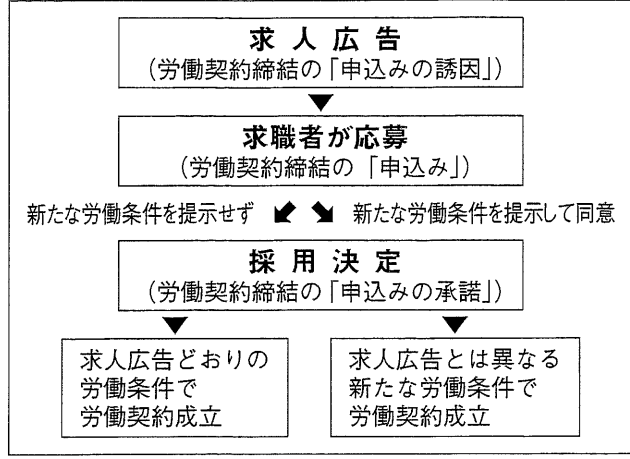 求人広告
(労働契約締結の「申込みの誘因」)
求職者が応募
(労働契約締結の「申込み」)
新たな労働条件を提示せず
新たな労働条件を提示して同意
採用決定
(労働契約締結の「申込みの承諾」)
求人広告どおりの
労働条件で
労働契約成立
求人広告とは異なる
新たな労働条件で
労働契約成立